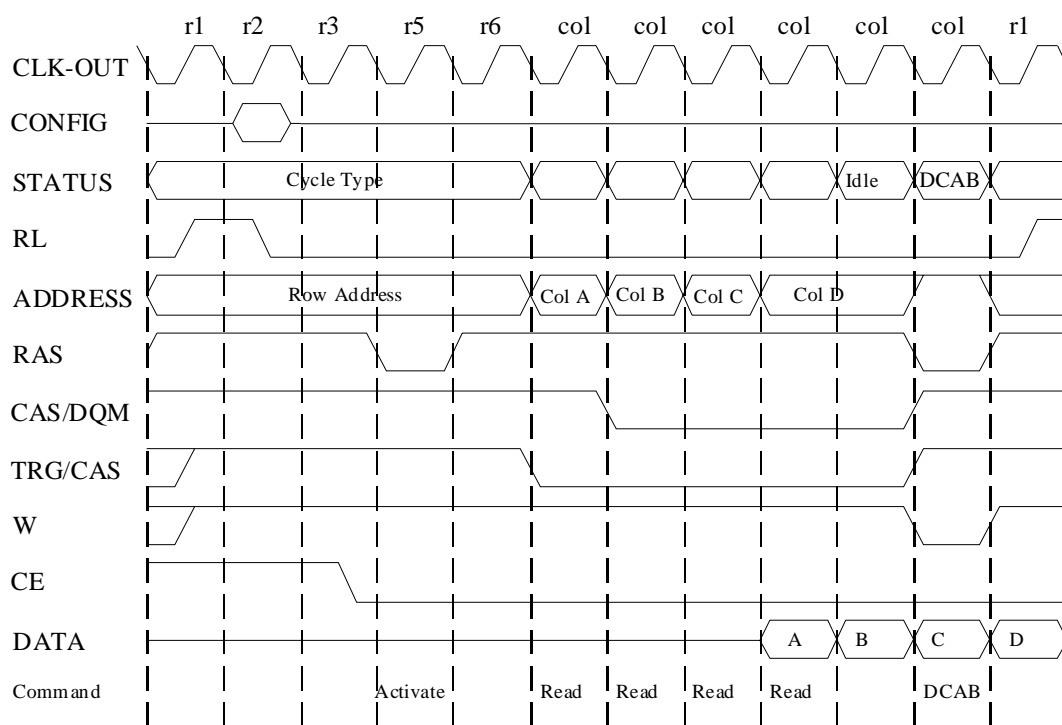 r1 r2 r3 r5 r6 col col col col col col r1
CLK-OUT
CONFIG
STATUS Cycle Type Idle DCAB
RL
ADDRESS Row Address Col A Col B Col C Col D
RAS
CAS/DQM
TRG/CAS
W
CE
DATA A B C D
Command Activate Read Read Read Read DCAB